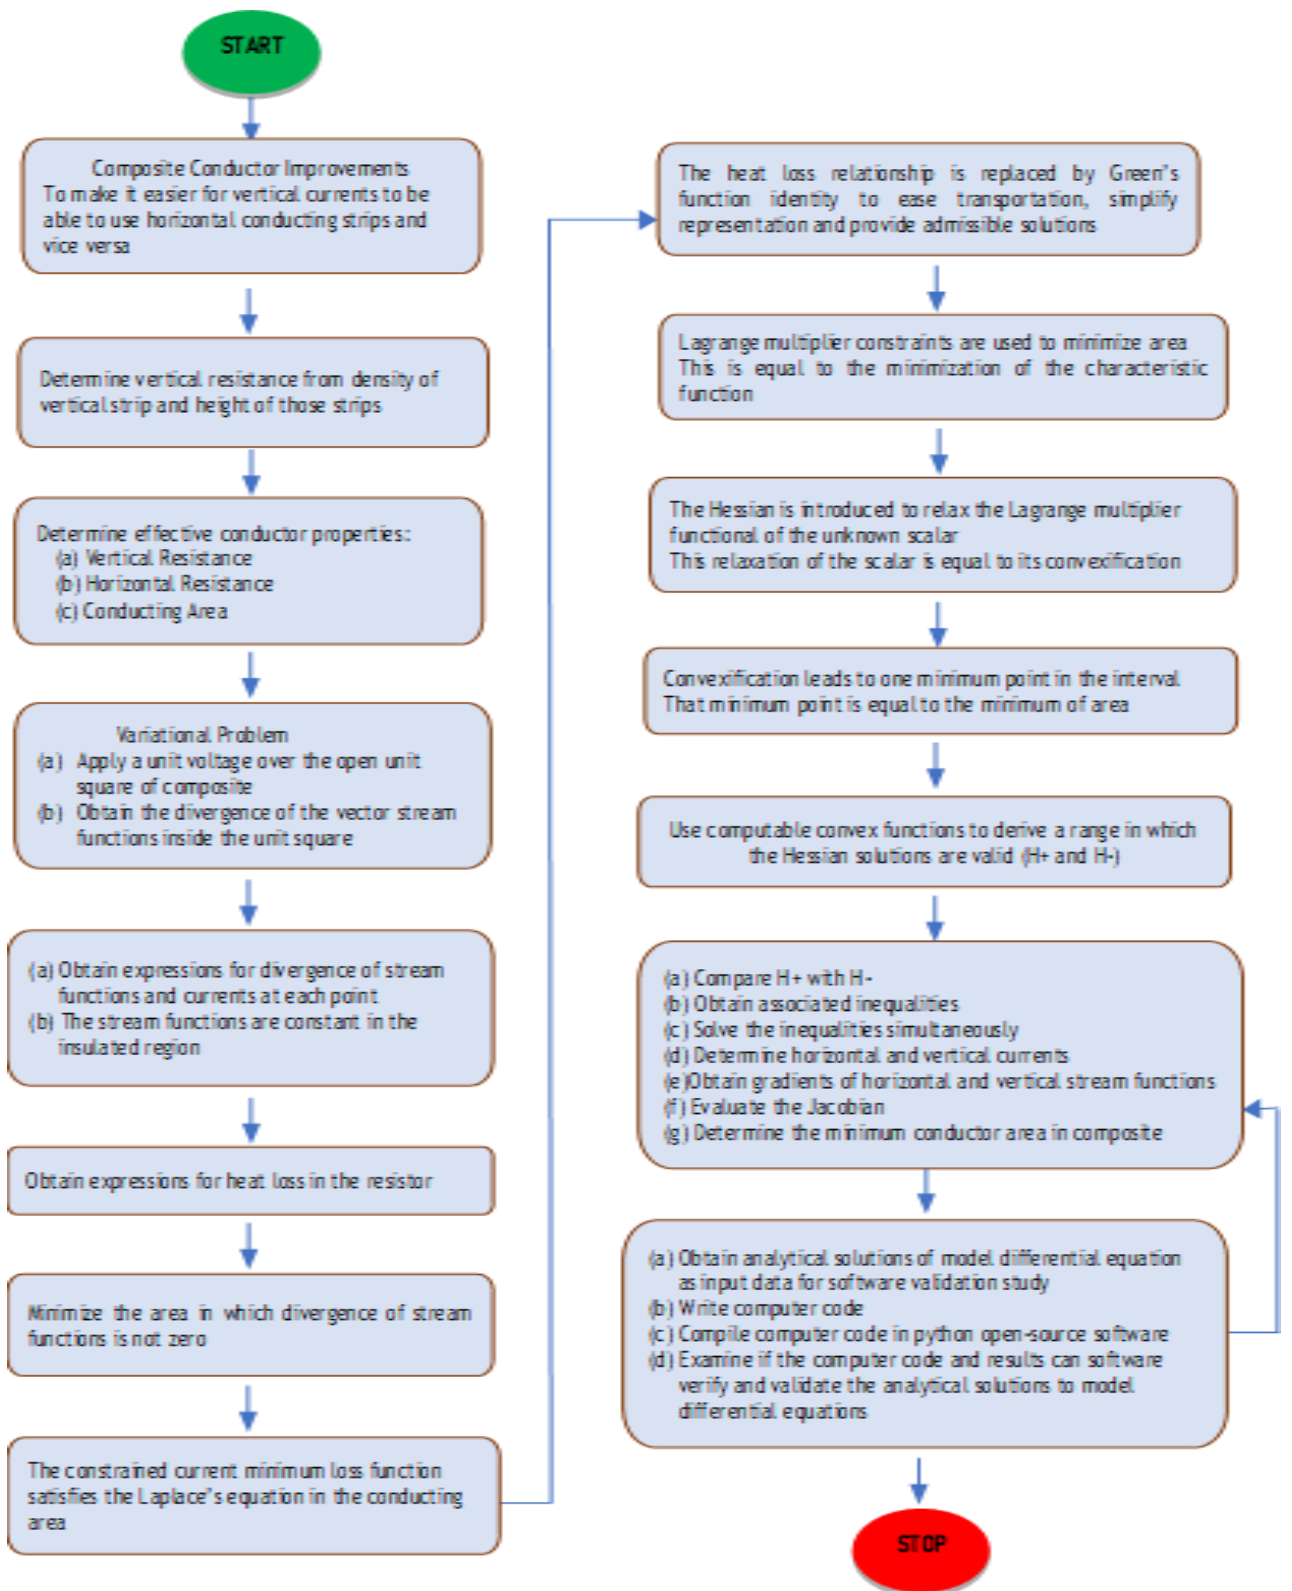 START
Composite Conductor Improvements
To make it easier for vertical currents to be
able to use horizontal conducting strips and
vice versa
Determine vertical resistance from density of
vertical strip and height of those strips
Determine effective conductor properties:
(a) Vertical Resistance
(b) Horizontal Resistance
(c) Conducting Area
Variational Problem
(a) Apply a unit voltage over the open unit
square of composite
(b) Obtain the divergence of the vector stream
functions inside the unit square
(a) Obtain expressions for divergence of stream
functions and currents at each point
(b) The stream functions are constant in the
insulated region
Obtain expressions for heat loss in the resistor
Minimize the area in which divergence of stream
functions is not zero
The constrained current minimum loss function
satisfies the Laplace's equation in the conducting
area
The heat loss relationship is replaced by Green's
function identity to ease transportation, simplify
representation and provide admissible solutions
Lagrange multiplier constraints are used to minimize area
This is equal to the minimization of the characteristic
function
The Hessian is introduced to relax the Lagrange multiplier
functional of the unknown scalar
This relaxation of the scalar is equal to its convexification
Convexification leads to one minimum point in the interval
That minimum point is equal to the minimum of area
Use computable convex functions to derive a range in which
the Hessian solutions are valid (H+ and H-)
(a) Compare H+ with H-
(b) Obtain associated inequalities
(c) Solve the inequalities simultaneously
(d) Determine horizontal and vertical currents
(e)Obtain gradients of horizontal and vertical stream functions
(f) Evaluate the Jacobian
(g) Determine the minimum conductor area in composite
(a) Obtain analytical solutions of model differential equation
as input data for software validation study
(b) Write computer code
(c) Compile computer code in python open-source software
(d) Examine if the computer code and results can software
verify and validate the analytical solutions to model
differential equations
STOP